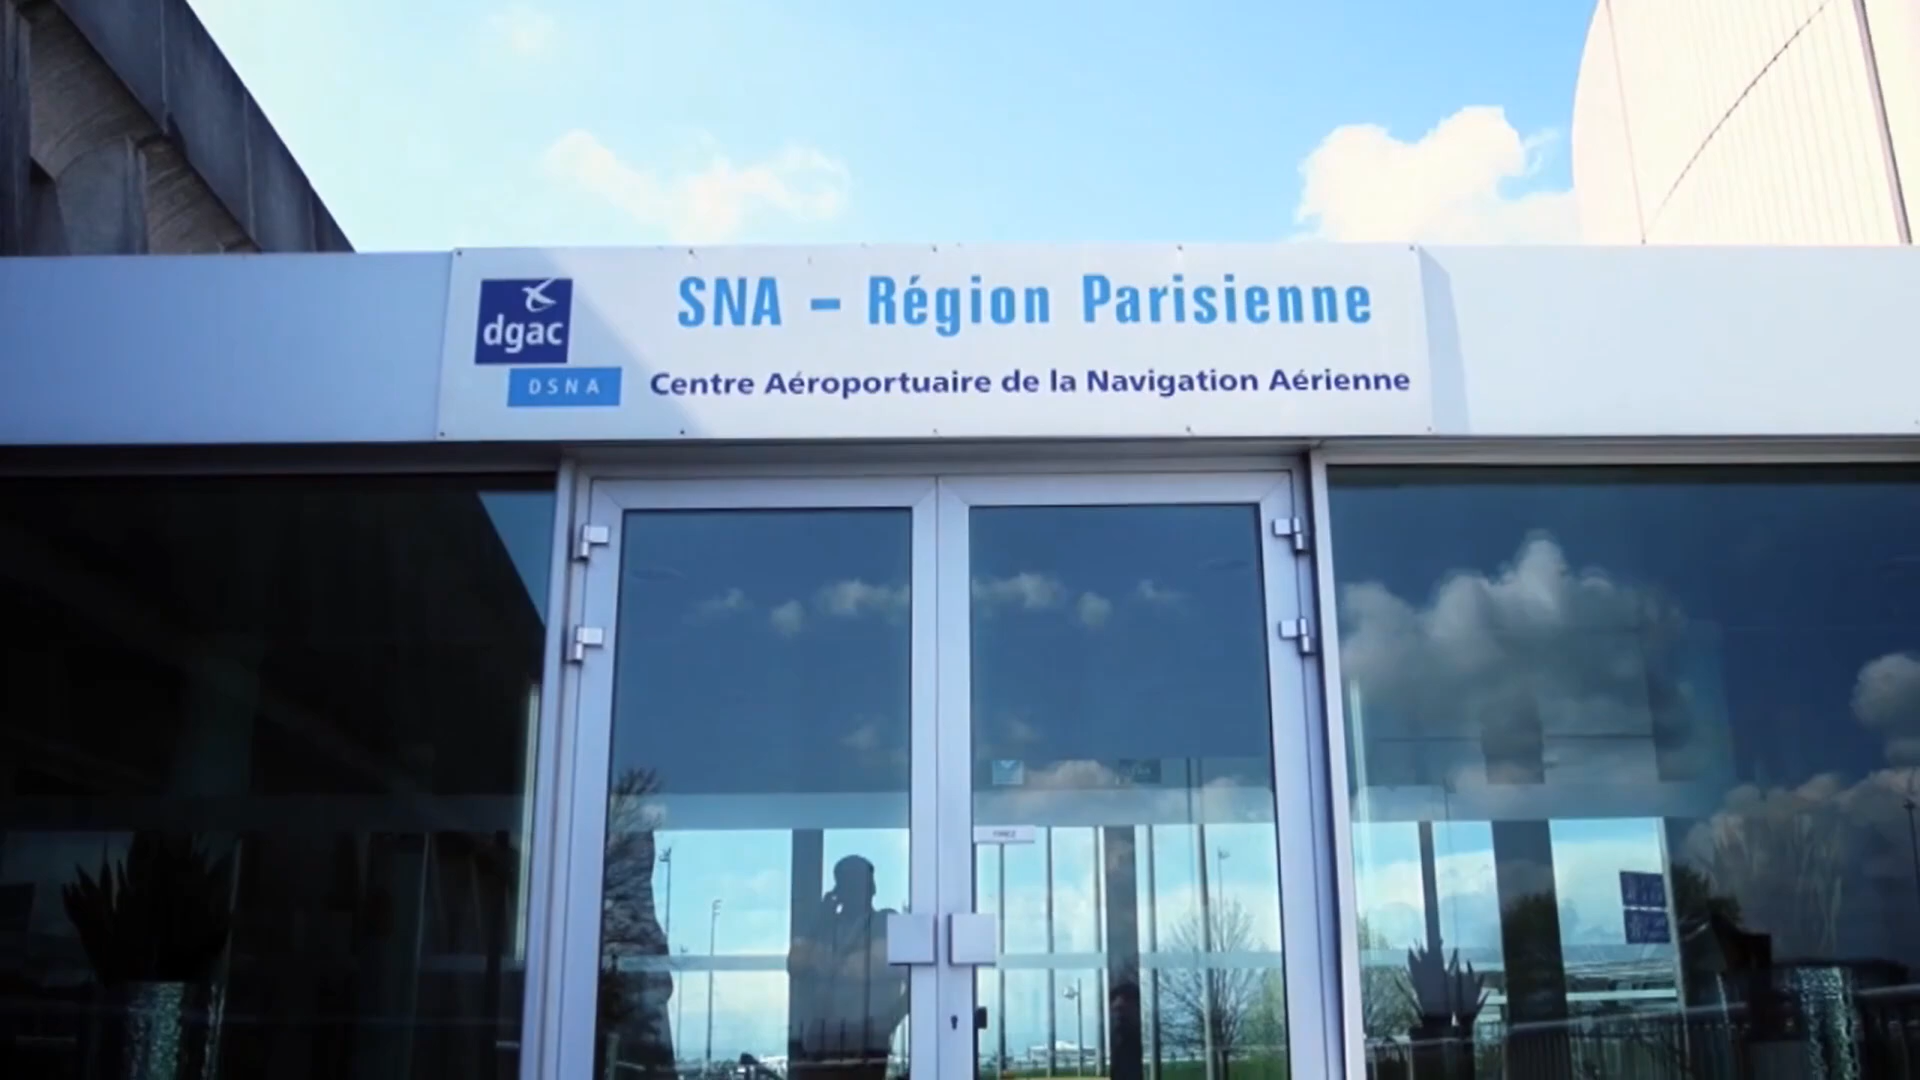 SNA – Région Parisienne
dgac
DSNA
Centre Aéroportuaire de la Navigation Aérienne